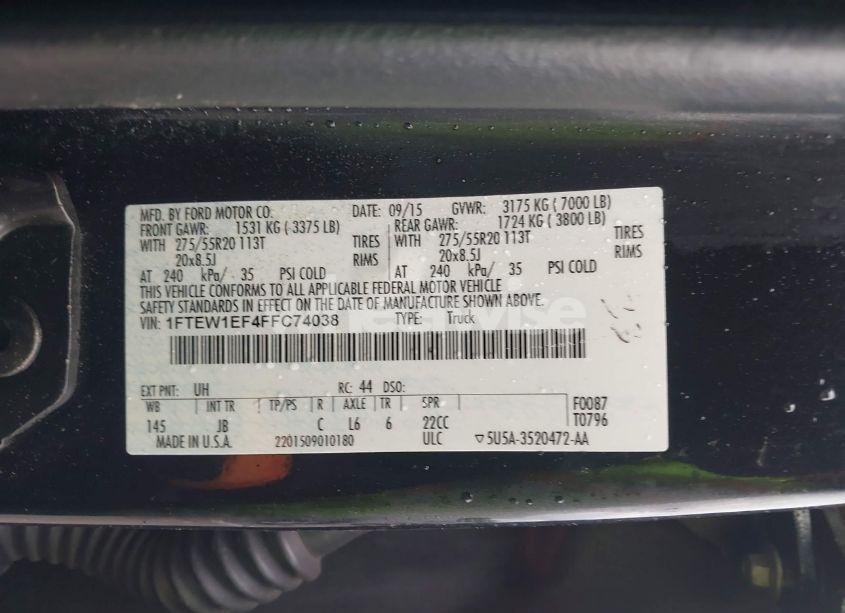 MFD. BY FORD MOTOR CO. DATE: 09/15 GVWR: 3175 KG ( 7000 LB)
FRONT GAWR: 1531 KG ( 3375 LB) REAR GAWR: 1724 KG ( 3800 LB)
WITH 275/55R20 113T TIRES WITH 275/55R20 113T TIRES
20x8.5J RIMS 20x8.5J RIMS
AT 240 kPa/ 35 PSI COLD AT 240 kPa/ 35 PSI COLD
THIS VEHICLE CONFORMS TO ALL APPLICABLE FEDERAL MOTOR VEHICLE
SAFETY STANDARDS IN EFFECT ON THE DATE OF MANUFACTURE SHOWN ABOVE.
VIN: 1FTEW1EF4FFC74038 TYPE: Truck
EXT PNT: UH RC: 44 DSO:
WB INT TR TP/PS R AXLE TR SPR F0087
145 JB C L6 6 22CC T0796
MADE IN U.S.A. 2201509010180 ULC ▽5U5A-3520472-AA